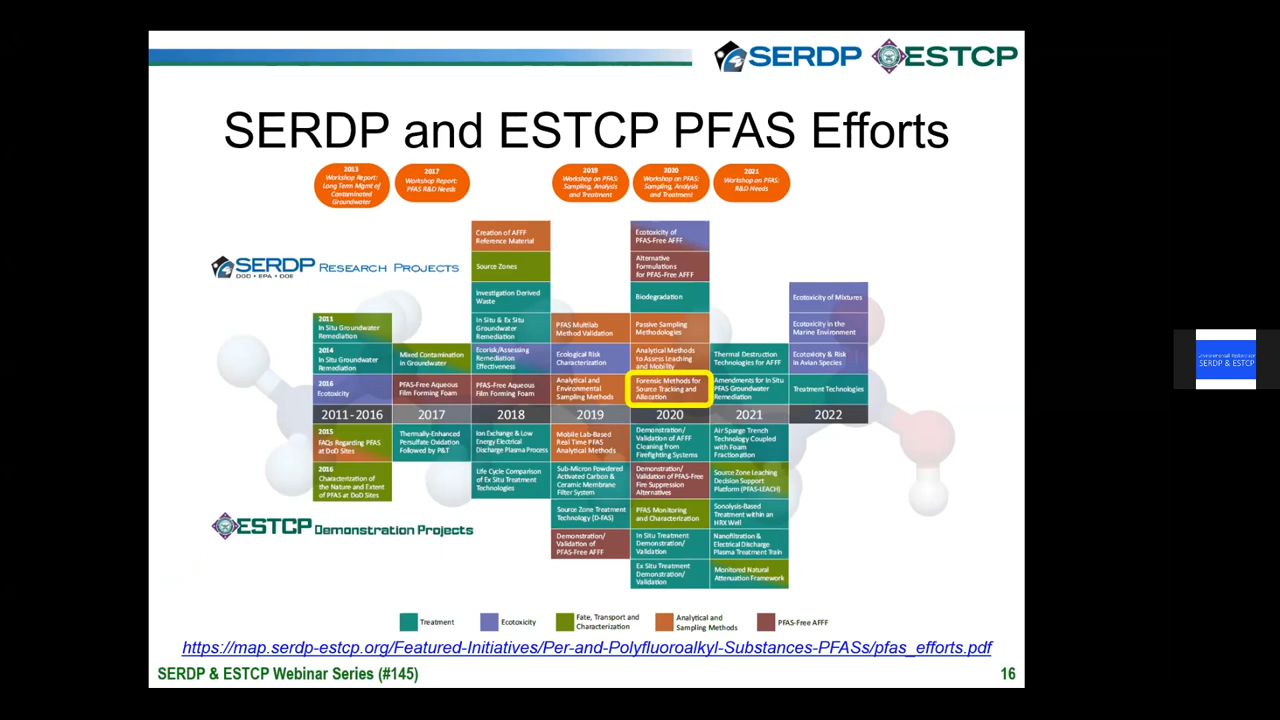 SERDP ESTCP
SERDP and ESTCP PFAS Efforts
2013
Workshop Report:
Long Term Mgmt of
Contaminated
Groundwater
2017
Workshop Report:
PFAS R&D Needs
2019
Workshop on PFAS:
Sampling, Analysis
and Treatment
2020
Workshop on PFAS:
Sampling, Analysis
and Treatment
2021
Workshop on PFAS:
R&D Needs
SERDP RESEARCH PROJECTS
DOD • EPA • DOE
2011
In Situ Groundwater
Remediation
2014
In Situ Groundwater
Remediation
2016
Ecotoxicity
Mixed Contamination
in Groundwater
PFAS-Free Aqueous
Film Forming Foam
Creation of AFFF
Reference Material
Source Zones
Investigation Derived
Waste
In Situ & Ex Situ
Groundwater
Remediation
Ecorisk/Assessing
Remediation
Effectiveness
PFAS-Free Aqueous
Film Forming Foam
PFAS Multilab
Method Validation
Ecological Risk
Characterization
Analytical and
Environmental
Sampling Methods
Ecotoxicity of
PFAS-Free AFFF
Alternative
Formulations
for PFAS-Free AFFF
Biodegradation
Passive Sampling
Methodologies
Analytical Methods
to Assess Leaching
and Mobility
Forensic Methods for
Source Tracking and
Allocation
Thermal Destruction
Technologies for AFFF
Amendments for In Situ
PFAS Groundwater
Remediation
Ecotoxicity of Mixtures
Ecotoxicity in the
Marine Environment
Ecotoxicity & Risk
in Avian Species
Treatment Technologies
2011-2016 2017 2018 2019 2020 2021 2022
2015
FAQs Regarding PFAS
at DoD Sites
2016
Characterization of
the Nature and Extent
of PFAS at DoD Sites
Thermally-Enhanced
Persulfate Oxidation
Followed by P&T
Ion Exchange & Low
Energy Electrical
Discharge Plasma Process
Life Cycle Comparison
of Ex Situ Treatment
Technologies
Mobile Lab-Based
Real Time PFAS
Analytical Methods
Sub-Micron Powdered
Activated Carbon &
Ceramic Membrane
Filter System
Source Zone Treatment
Technology (D-FAS)
Demonstration/
Validation of
PFAS-Free AFFF
Demonstration/
Validation of AFFF
Cleaning from
Firefighting Systems
Demonstration/
Validation of PFAS-Free
Fire Suppression
Alternatives
PFAS Monitoring
and Characterization
In Situ Treatment
Demonstration/
Validation
Ex Situ Treatment
Demonstration/
Validation
Air Sparge Trench
Technology Coupled
with Foam
Fractionation
Source Zone Leaching
Decision Support
Platform (PFAS-LEACH)
Sonolysis-Based
Treatment within an
HRX Well
Nanofiltration &
Electrical Discharge
Plasma Treatment Train
Monitored Natural
Attenuation Framework
ESTCP Demonstration Projects
Treatment
Ecotoxicity
Fate, Transport and
Characterization
Analytical and
Sampling Methods
PFAS-Free AFFF
https://map.serdp-estcp.org/Featured-Initiatives/Per-and-Polyfluoroalkyl-Substances-PFASs/pfas_efforts.pdf
SERDP & ESTCP Webinar Series (#145)
16
SERDP & ESTCP